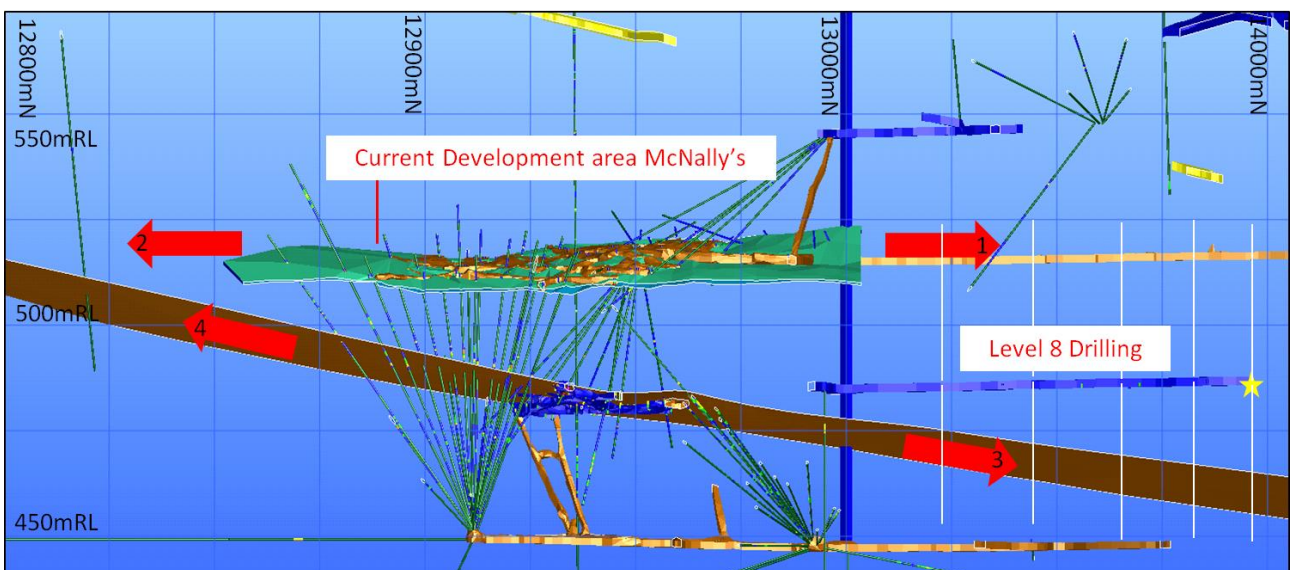 12800mN
12900mN
13000mN
14000mN
550mRL
Current Development area McNally's
2
1
500mRL
4
Level 8 Drilling
3
450mRL